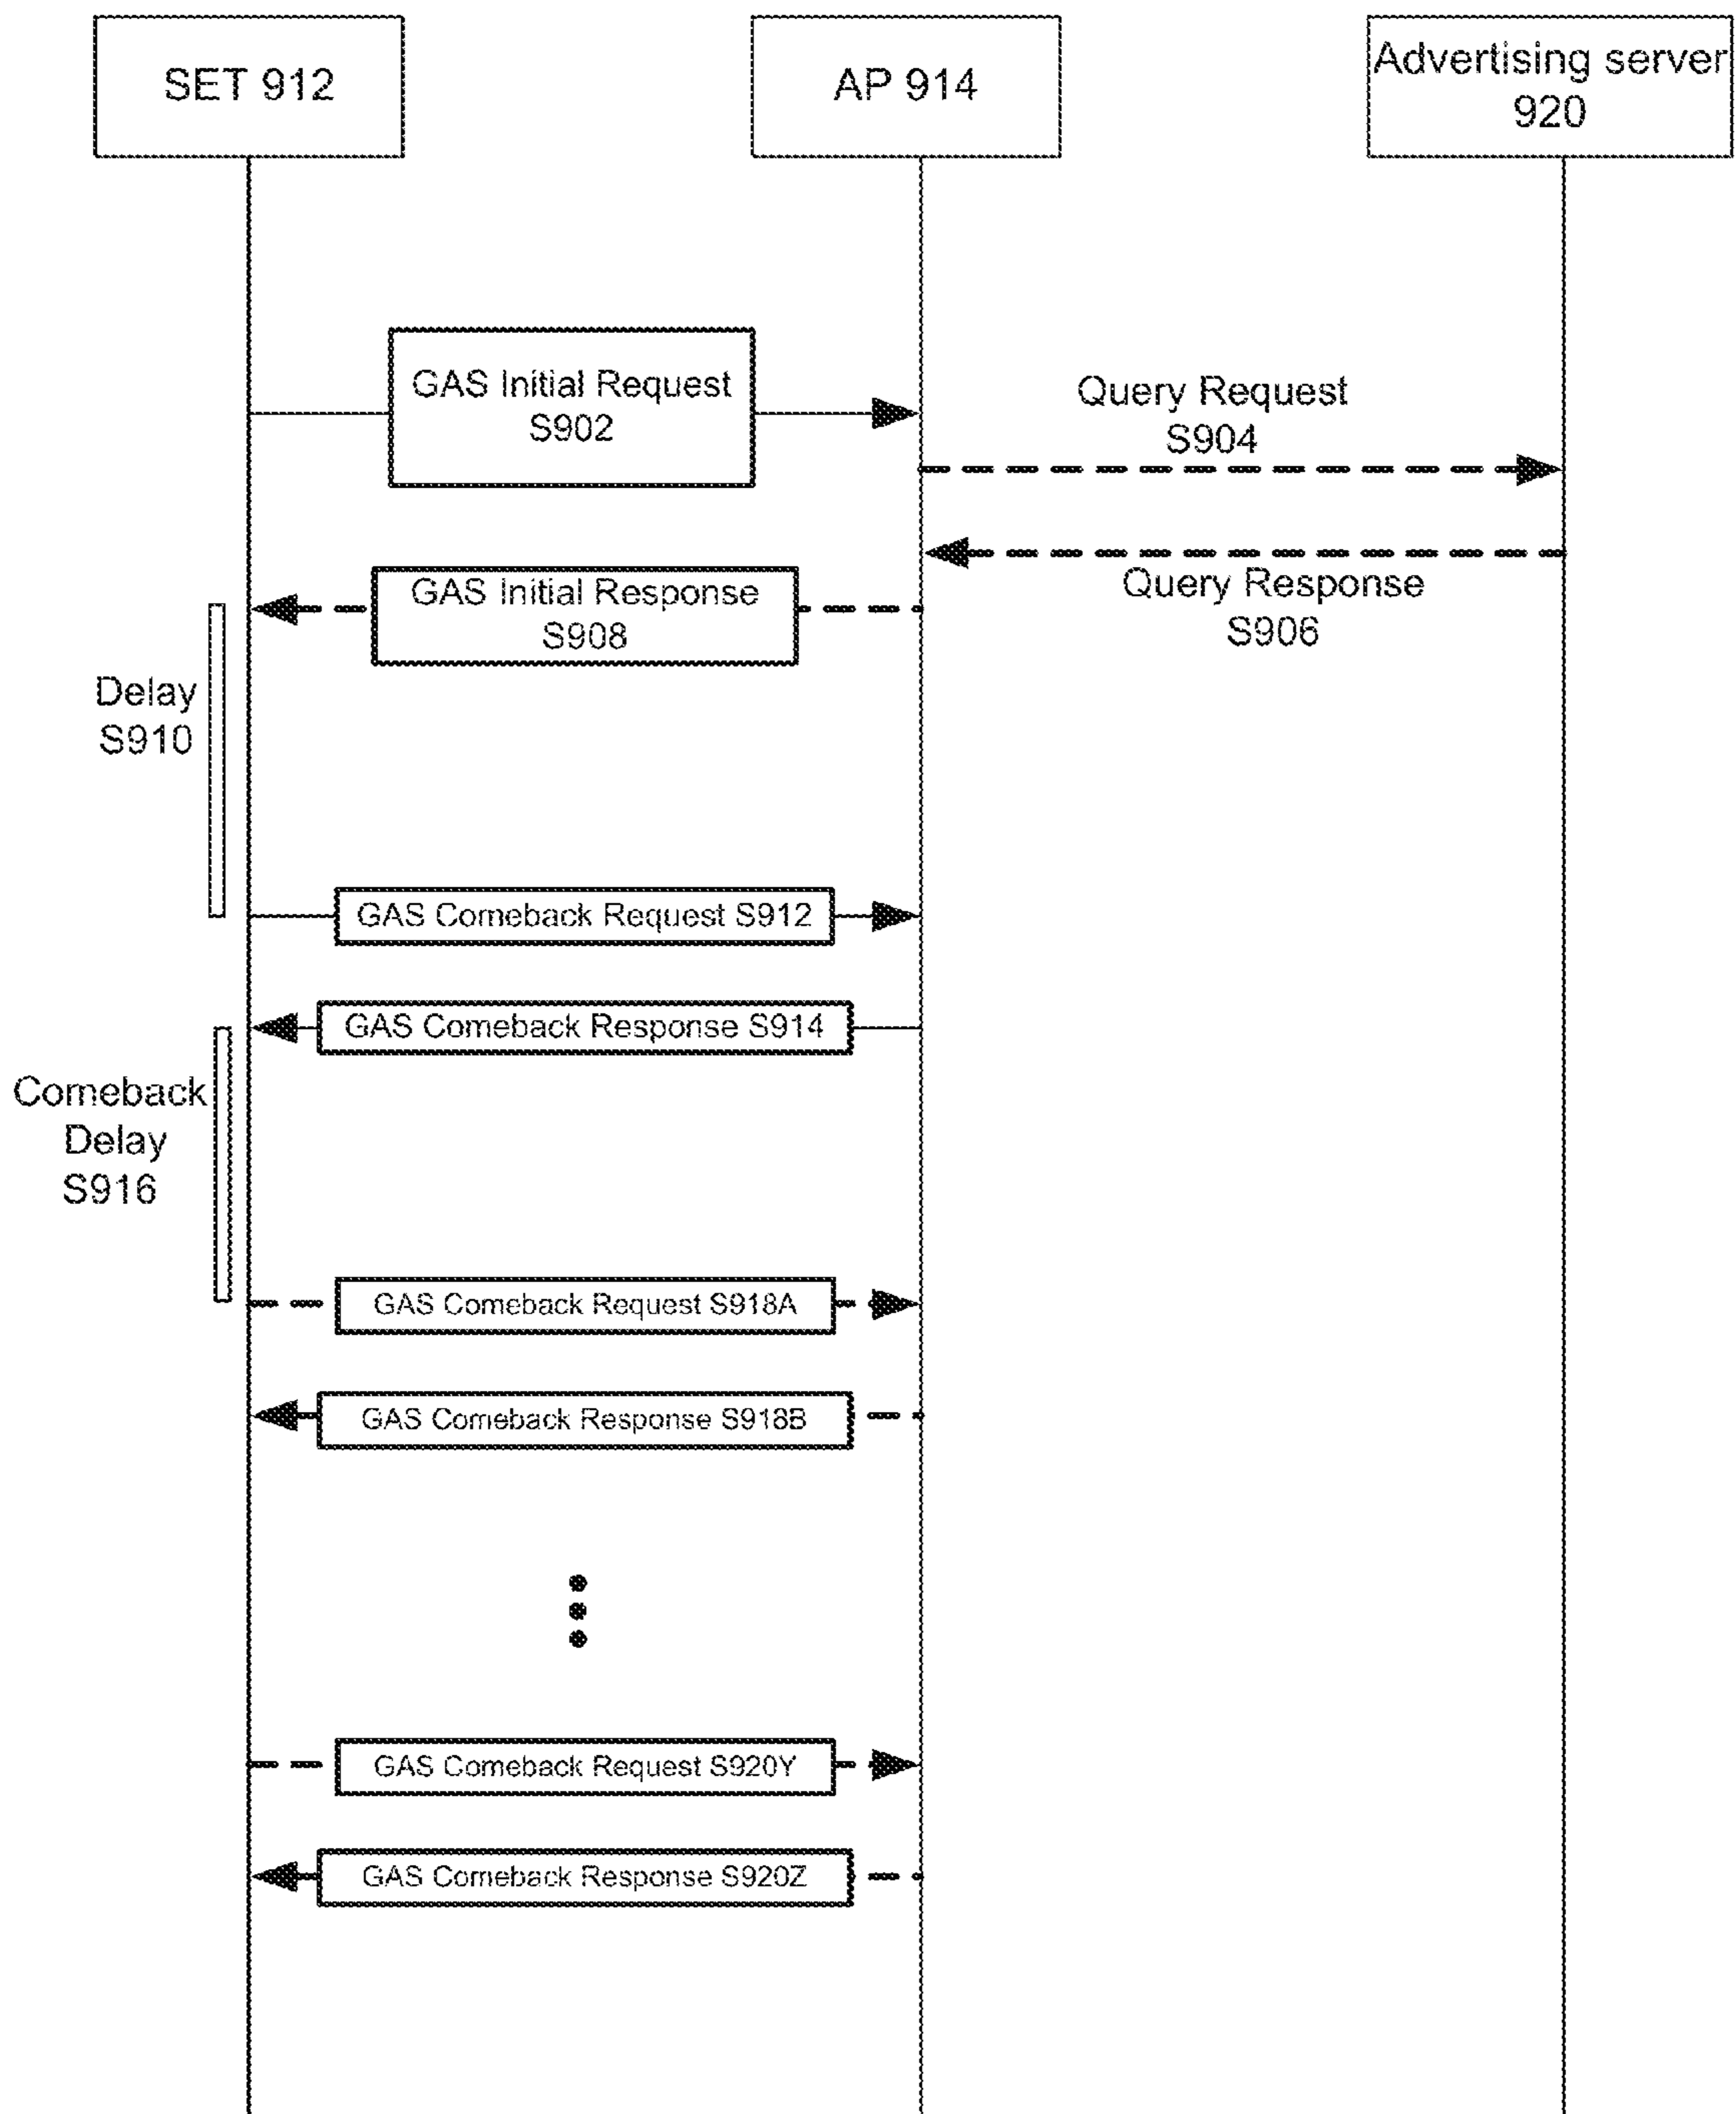 SET 912
AP 914
Advertising server
920
GAS Initial Request
S902
Query Request
S904
Query Response
S906
GAS Initial Response
S908
Delay
S910
GAS Comeback Request S912
GAS Comeback Response S914
Comeback
Delay
S916
GAS Comeback Request S918A
GAS Comeback Response S918B
GAS Comeback Request S920Y
GAS Comeback Response S920Z